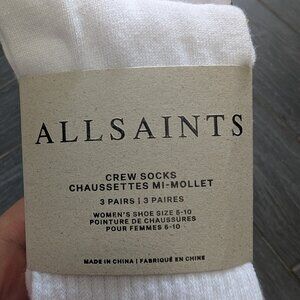 ALLSAINTS
CREW SOCKS
CHAUSSETTES MI-MOLLET
3 PAIRS | 3 PAIRES
WOMEN'S SHOE SIZE 5-10
POINTURE DE CHAUSSURES
POUR FEMMES 5-10
MADE IN CHINA | FABRIQUÉ EN CHINE